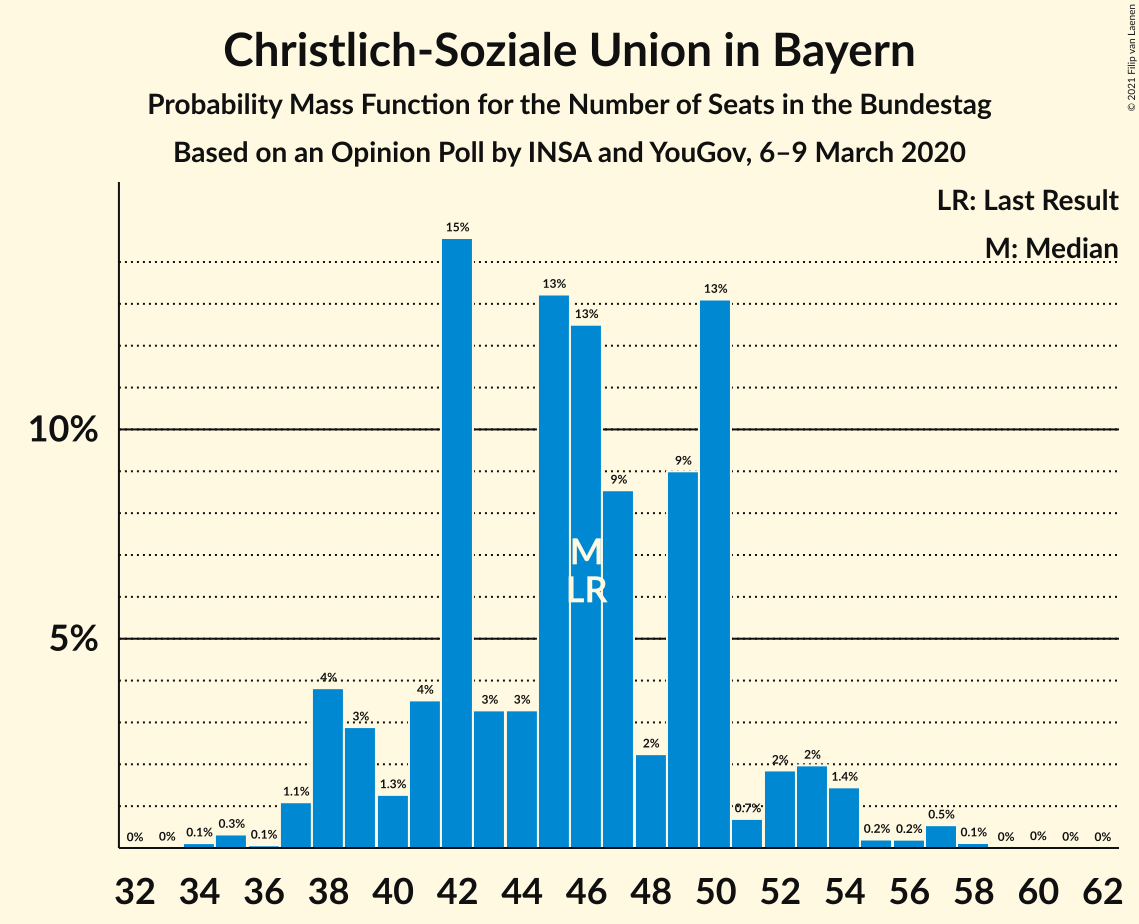 Christlich-Soziale Union in Bayern
Probability Mass Function for the Number of Seats in the Bundestag
Based on an Opinion Poll by INSA and YouGov, 6–9 March 2020
© 2021 Filip van Laenen
LR: Last Result
M: Median
10%
5%
0% 0% 0.1% 0.3% 0.1% 1.1% 4% 3% 1.3% 4% 15% 3% 3% 13% 13% 9% 2% 9% 13% 0.7% 2% 2% 1.4% 0.2% 0.2% 0.5% 0.1% 0% 0% 0% 0%
M
LR
32 34 36 38 40 42 44 46 48 50 52 54 56 58 60 62